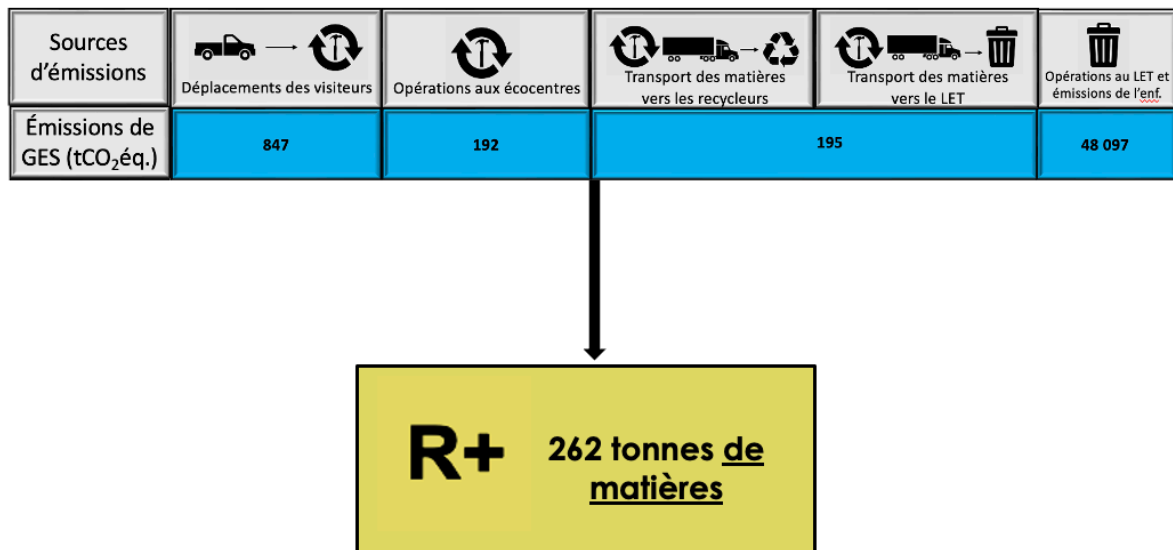 Sources
d'émissions
Déplacements des visiteurs
Opérations aux écocentres
Transport des matières
vers les recycleurs
Transport des matières
vers le LET
Opérations au LET et
émissions de l'enf.
Émissions de
GES (tCO₂éq.)
847
192
195
48 097
R+
262 tonnes de
matières